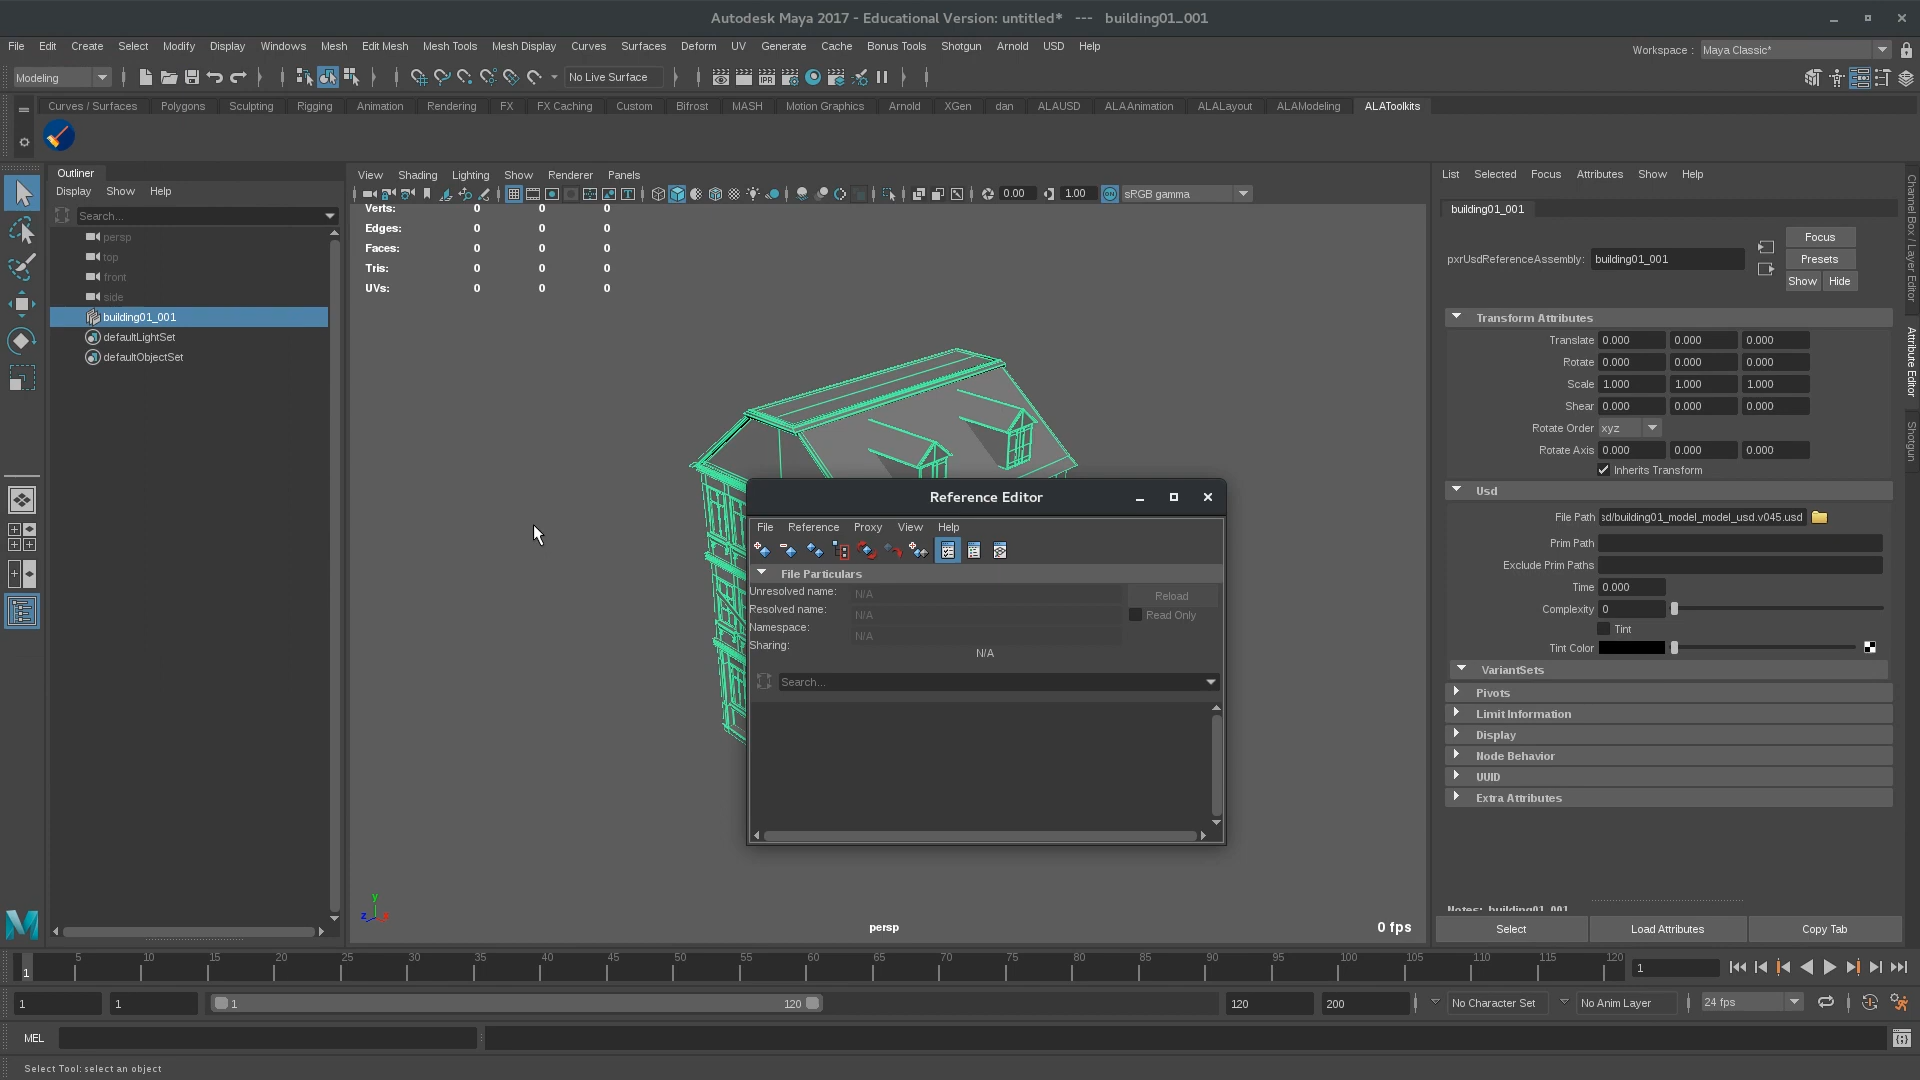 Autodesk Maya 2017 - Educational Version: untitled* --- building01_001
File Edit Create Select Modify Display Windows Mesh Edit Mesh Mesh Tools Mesh Display Curves Surfaces Deform UV Generate Cache Bonus Tools Shotgun Arnold USD Help
Workspace : Maya Classic*
Modeling
No Live Surface
IPR
Curves / Surfaces Polygons Sculpting Rigging Animation Rendering FX FX Caching Custom Bifrost MASH Motion Graphics Arnold XGen dan ALAUSD ALAAnimation ALALayout ALAModeling ALAToolkits
Outliner
Display Show Help
Search...
persp
top
front
side
building01_001
defaultLightSet
defaultObjectSet
View Shading Lighting Show Renderer Panels
0.00 1.00 ON sRGB gamma
Verts: 0 0 0
Edges: 0 0 0
Faces: 0 0 0
Tris: 0 0 0
UVs: 0 0 0
Reference Editor
File Reference Proxy View Help
File Particulars
Unresolved name: N/A Reload
Resolved name: N/A Read Only
Namespace: N/A
Sharing: N/A
Search...
y
z x
persp
0 fps
List Selected Focus Attributes Show Help
building01_001
Focus
pxrUsdReferenceAssembly: building01_001
Presets
Show Hide
Transform Attributes
Translate 0.000 0.000 0.000
Rotate 0.000 0.000 0.000
Scale 1.000 1.000 1.000
Shear 0.000 0.000 0.000
Rotate Order xyz
Rotate Axis 0.000 0.000 0.000
Inherits Transform
Usd
File Path sd/building01_model_model_usd.v045.usd
Prim Path
Exclude Prim Paths
Time 0.000
Complexity 0
Tint
Tint Color
VariantSets
Pivots
Limit Information
Display
Node Behavior
UUID
Extra Attributes
Notes: building01_001
Select Load Attributes Copy Tab
Channel Box / Layer Editor
Attribute Editor
Shotgun
5 10 15 20 25 30 35 40 45 50 55 60 65 70 75 80 85 90 95 100 105 110 115 120
1 1
1 1 1 120 120 200 No Character Set No Anim Layer 24 fps
MEL
Select Tool: select an object